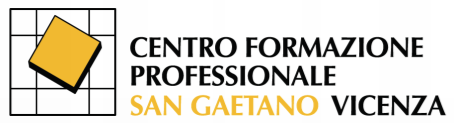 CENTRO FORMAZIONE
PROFESSIONALE
SAN GAETANO VICENZA